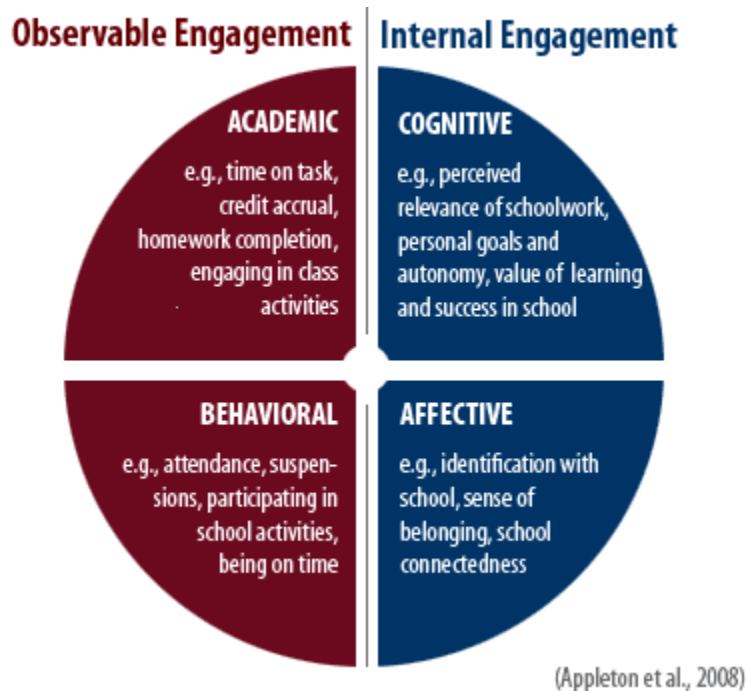 Observable Engagement
Internal Engagement
ACADEMIC
e.g., time on task,
credit accrual,
homework completion,
engaging in class
activities
COGNITIVE
e.g., perceived
relevance of schoolwork,
personal goals and
autonomy, value of learning
and success in school
BEHAVIORAL
e.g., attendance, suspen-
sions, participating in
school activities,
being on time
AFFECTIVE
e.g., identification with
school, sense of
belonging, school
connectedness
(Appleton et al., 2008)